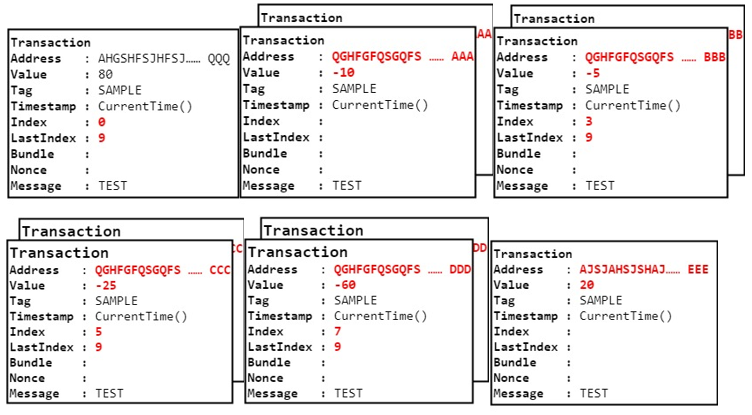 Transaction
Address : AHGSHFSJHFSJ…… QQQ
Value : 80
Tag : SAMPLE
Timestamp : CurrentTime()
Index : 0
LastIndex : 9
Bundle :
Nonce :
Message : TEST
Transaction
AA
Transaction
Address : QGHFGFQSGQFS …… AAA
Value : -10
Tag : SAMPLE
Timestamp : CurrentTime()
Index :
LastIndex :
Bundle :
Nonce :
Message : TEST
Transaction
BB
Transaction
Address : QGHFGFQSGQFS …… BBB
Value : -5
Tag : SAMPLE
Timestamp : CurrentTime()
Index : 3
LastIndex : 9
Bundle :
Nonce :
Message : TEST
Transaction
CC
Transaction
Address : QGHFGFQSGQFS …… CCC
Value : -25
Tag : SAMPLE
Timestamp : CurrentTime()
Index : 5
LastIndex : 9
Bundle :
Nonce :
Message : TEST
Transaction
DD
Transaction
Address : QGHFGFQSGQFS …… DDD
Value : -60
Tag : SAMPLE
Timestamp : CurrentTime()
Index : 7
LastIndex : 9
Bundle :
Nonce :
Message : TEST
Transaction
Address : AJSJAHSJSHAJ…… EEE
Value : 20
Tag : SAMPLE
Timestamp : CurrentTime()
Index :
LastIndex :
Bundle :
Nonce :
Message : TEST